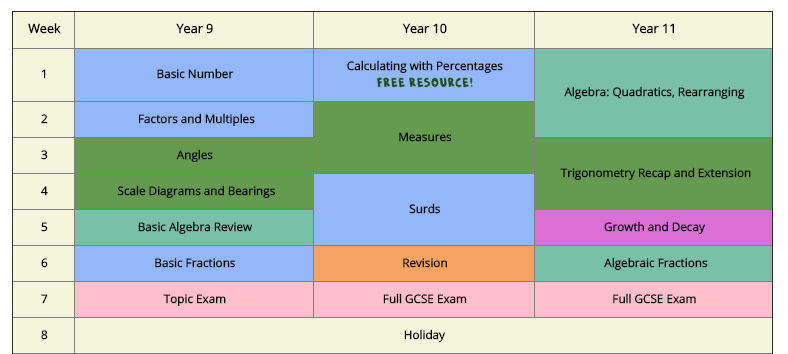 Week Year 9 Year 10 Year 11
1 Basic Number Calculating with Percentages
FREE RESOURCE!
Algebra: Quadratics, Rearranging
2 Factors and Multiples
Measures
3 Angles
Trigonometry Recap and Extension
4 Scale Diagrams and Bearings
Surds
5 Basic Algebra Review Growth and Decay
6 Basic Fractions Revision Algebraic Fractions
7 Topic Exam Full GCSE Exam Full GCSE Exam
8 Holiday